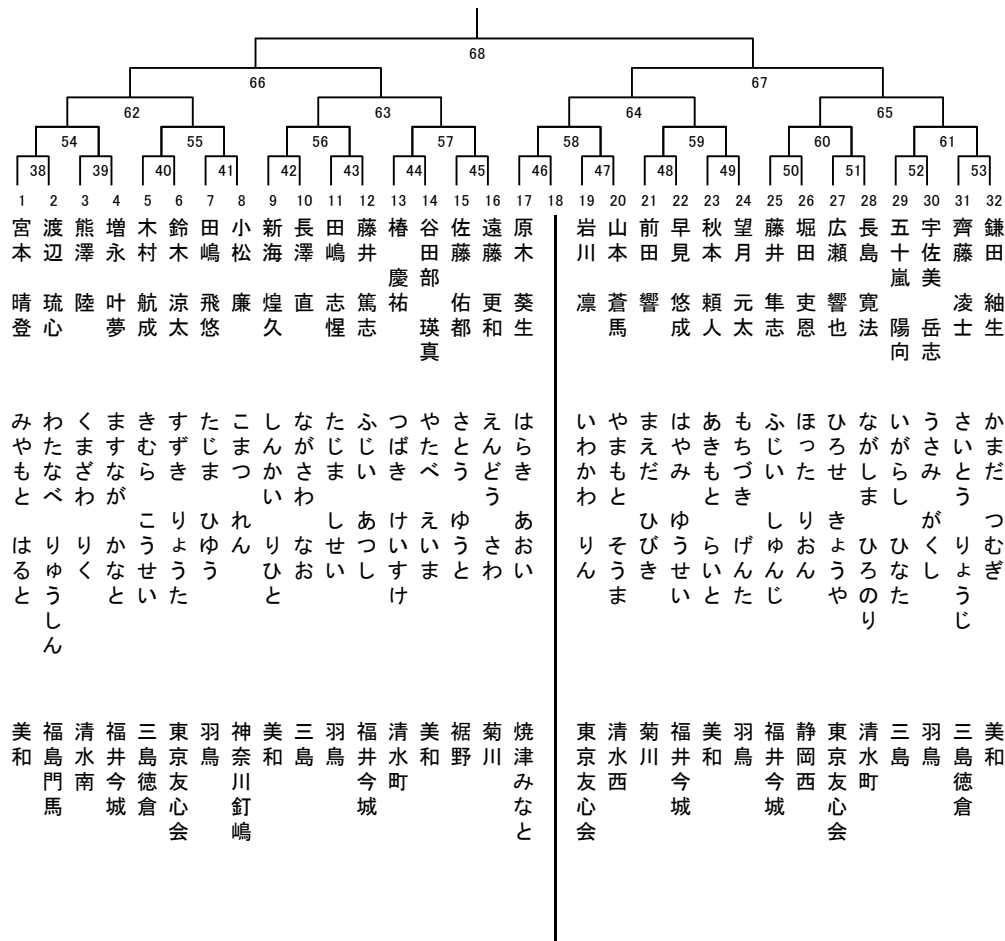 68
66 67
62 63 64 65
54 55 56 57 58 59 60 61
38 39 40 41 42 43 44 45 46 47 48 49 50 51 52 53
1 2 3 4 5 6 7 8 9 10 11 12 13 14 15 16 17 18 19 20 21 22 23 24 25 26 27 28 29 30 31 32
宮本 晴登 みやもと はると 美和
渡辺 琉心 わたなべ りゅうしん 福島門馬
熊澤 陸 くまざわ りく 清水南
増永 叶夢 ますなが かなと 福井今城
木村 航成 きむら こうせい 三島徳倉
鈴木 涼太 すずき りょうた 東京友心会
田嶋 飛悠 たじま ひゆう 羽鳥
小松 廉 こまつ れん 神奈川釘嶋
新海 煌久 しんかい りひと 美和
長澤 直 ながさわ なお 三島
田嶋 志惺 たじま しせい 羽鳥
藤井 篤志 ふじい あつし 福井今城
椿 慶祐 つばき けいすけ 清水町
谷田部 瑛真 やたべ えいま 美和
佐藤 佑都 さとう ゆうと 裾野
遠藤 更和 えんどう さわ 菊川
原木 葵生 はらき あおい 焼津みなと
岩川 凛 いわかわ りん 東京友心会
山本 蒼馬 やまもと そうま 清水西
前田 響 まえだ ひびき 菊川
早見 悠成 はやみ ゆうせい 福井今城
秋本 頼人 あきもと らいと 美和
望月 元太 もちづき げんた 羽鳥
藤井 隼志 ふじい しゅんじ 福井今城
堀田 吏恩 ほった りおん 静岡西
広瀬 響也 ひろせ きょうや 東京友心会
長島 寛法 ながしま ひろのり 清水町
五十嵐 陽向 いがらし ひなた 三島
宇佐美 岳志 うさみ がくし 羽鳥
齊藤 凌士 さいとう りょうじ 三島徳倉
鎌田 紬生 かまだ つむぎ 美和